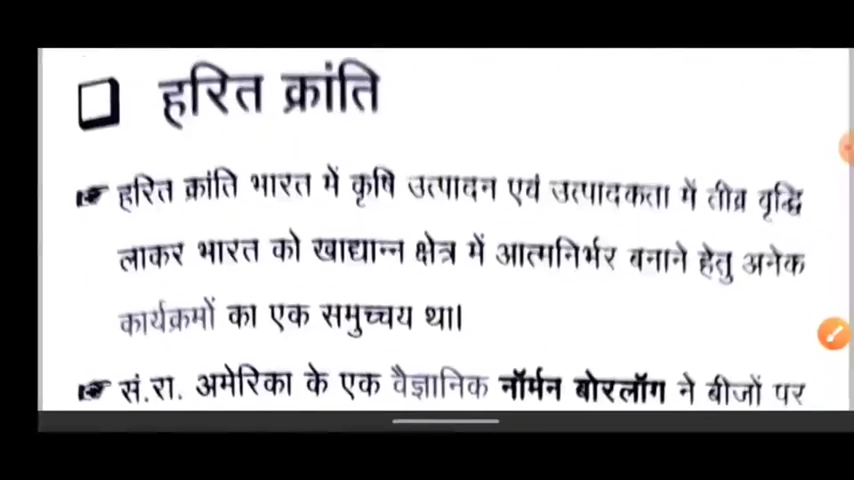 हरित क्रांति
हरित क्रांति भारत में कृषि उत्पादन एवं उत्पादकता में तीव्र वृद्धि
लाकर भारत को खाद्यान्न क्षेत्र में आत्मनिर्भर बनाने हेतु अनेक
कार्यक्रमों का एक समुच्चय था।
सं.रा. अमेरिका के एक वैज्ञानिक नॉर्मन बोरलॉग ने बीजों पर